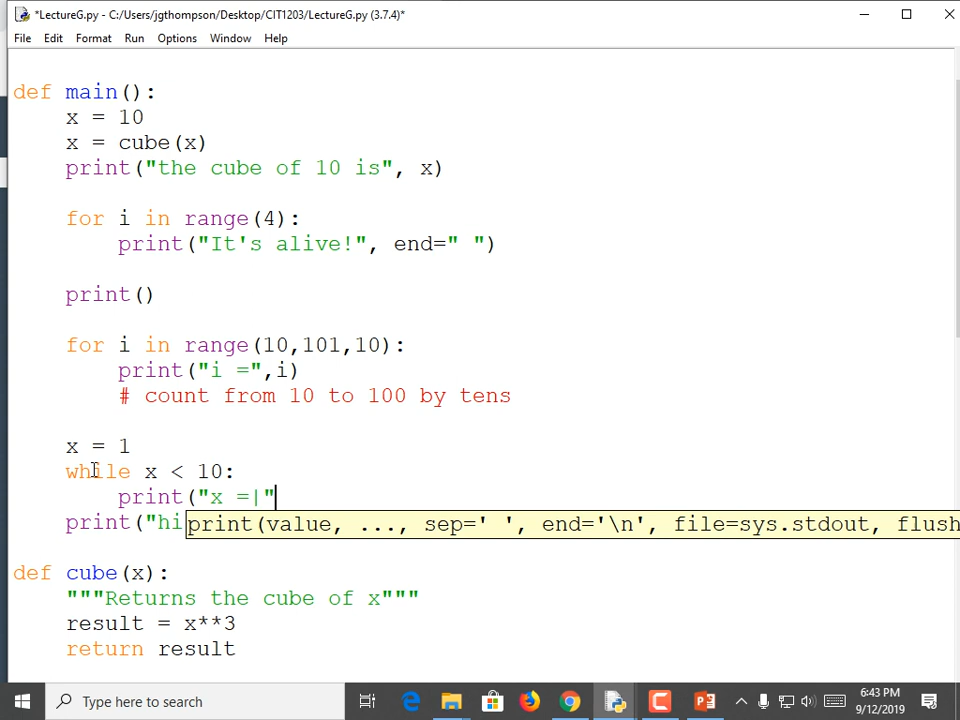 *LectureG.py - C:/Users/jgthompson/Desktop/CIT1203/LectureG.py (3.7.4)*
File Edit Format Run Options Window Help
def main():
    x = 10
    x = cube(x)
    print("the cube of 10 is", x)
    for i in range(4):
        print("It's alive!", end=" ")
    print()
    for i in range(10,101,10):
        print("i =",i)
        # count from 10 to 100 by tens
    x = 1
    while x < 10:
        print("x =|"
    print("hi
print(value, ..., sep=' ', end='\n', file=sys.stdout, flush
def cube(x):
    """Returns the cube of x"""
    result = x**3
    return result
Type here to search
6:43 PM
9/12/2019